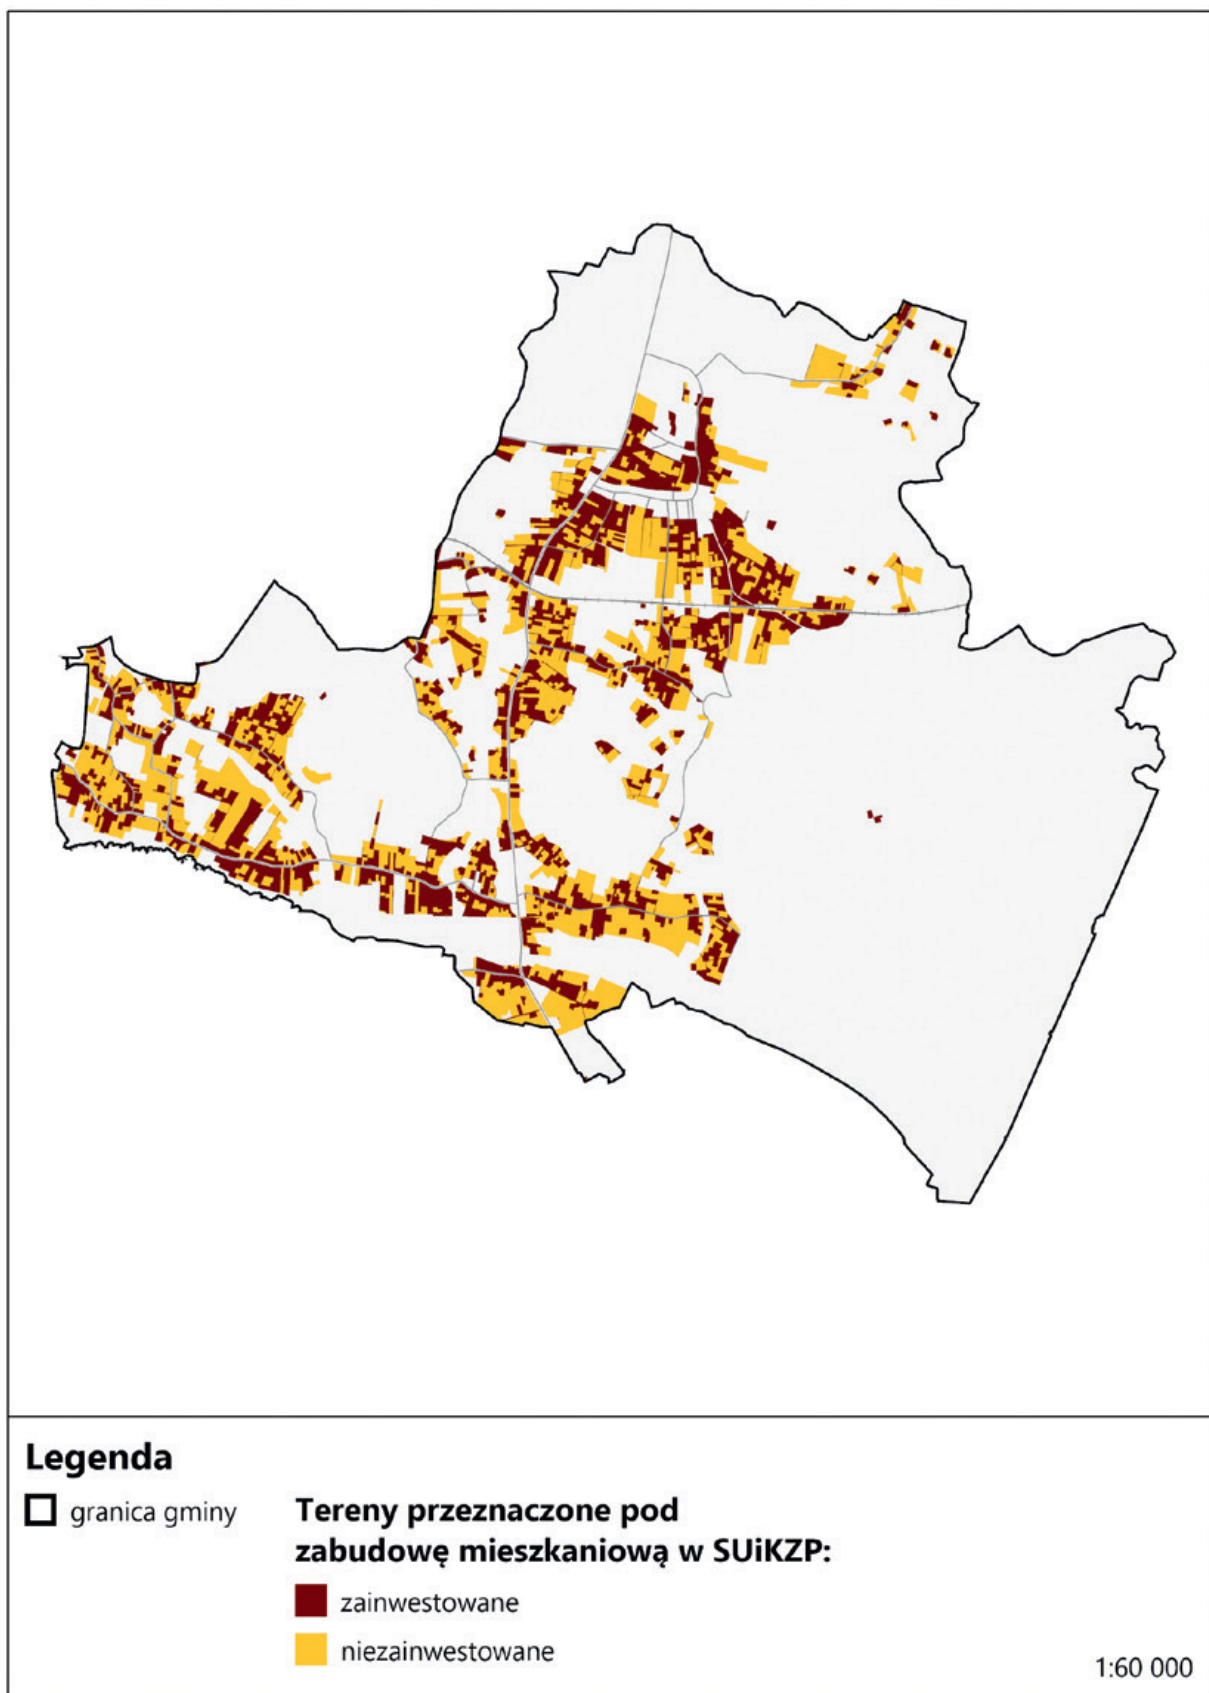 Legenda
granica gminy
Tereny przeznaczone pod
zabudowę mieszkaniową w SUiKZP:
zainwestowane
niezainwestowane
1:60 000